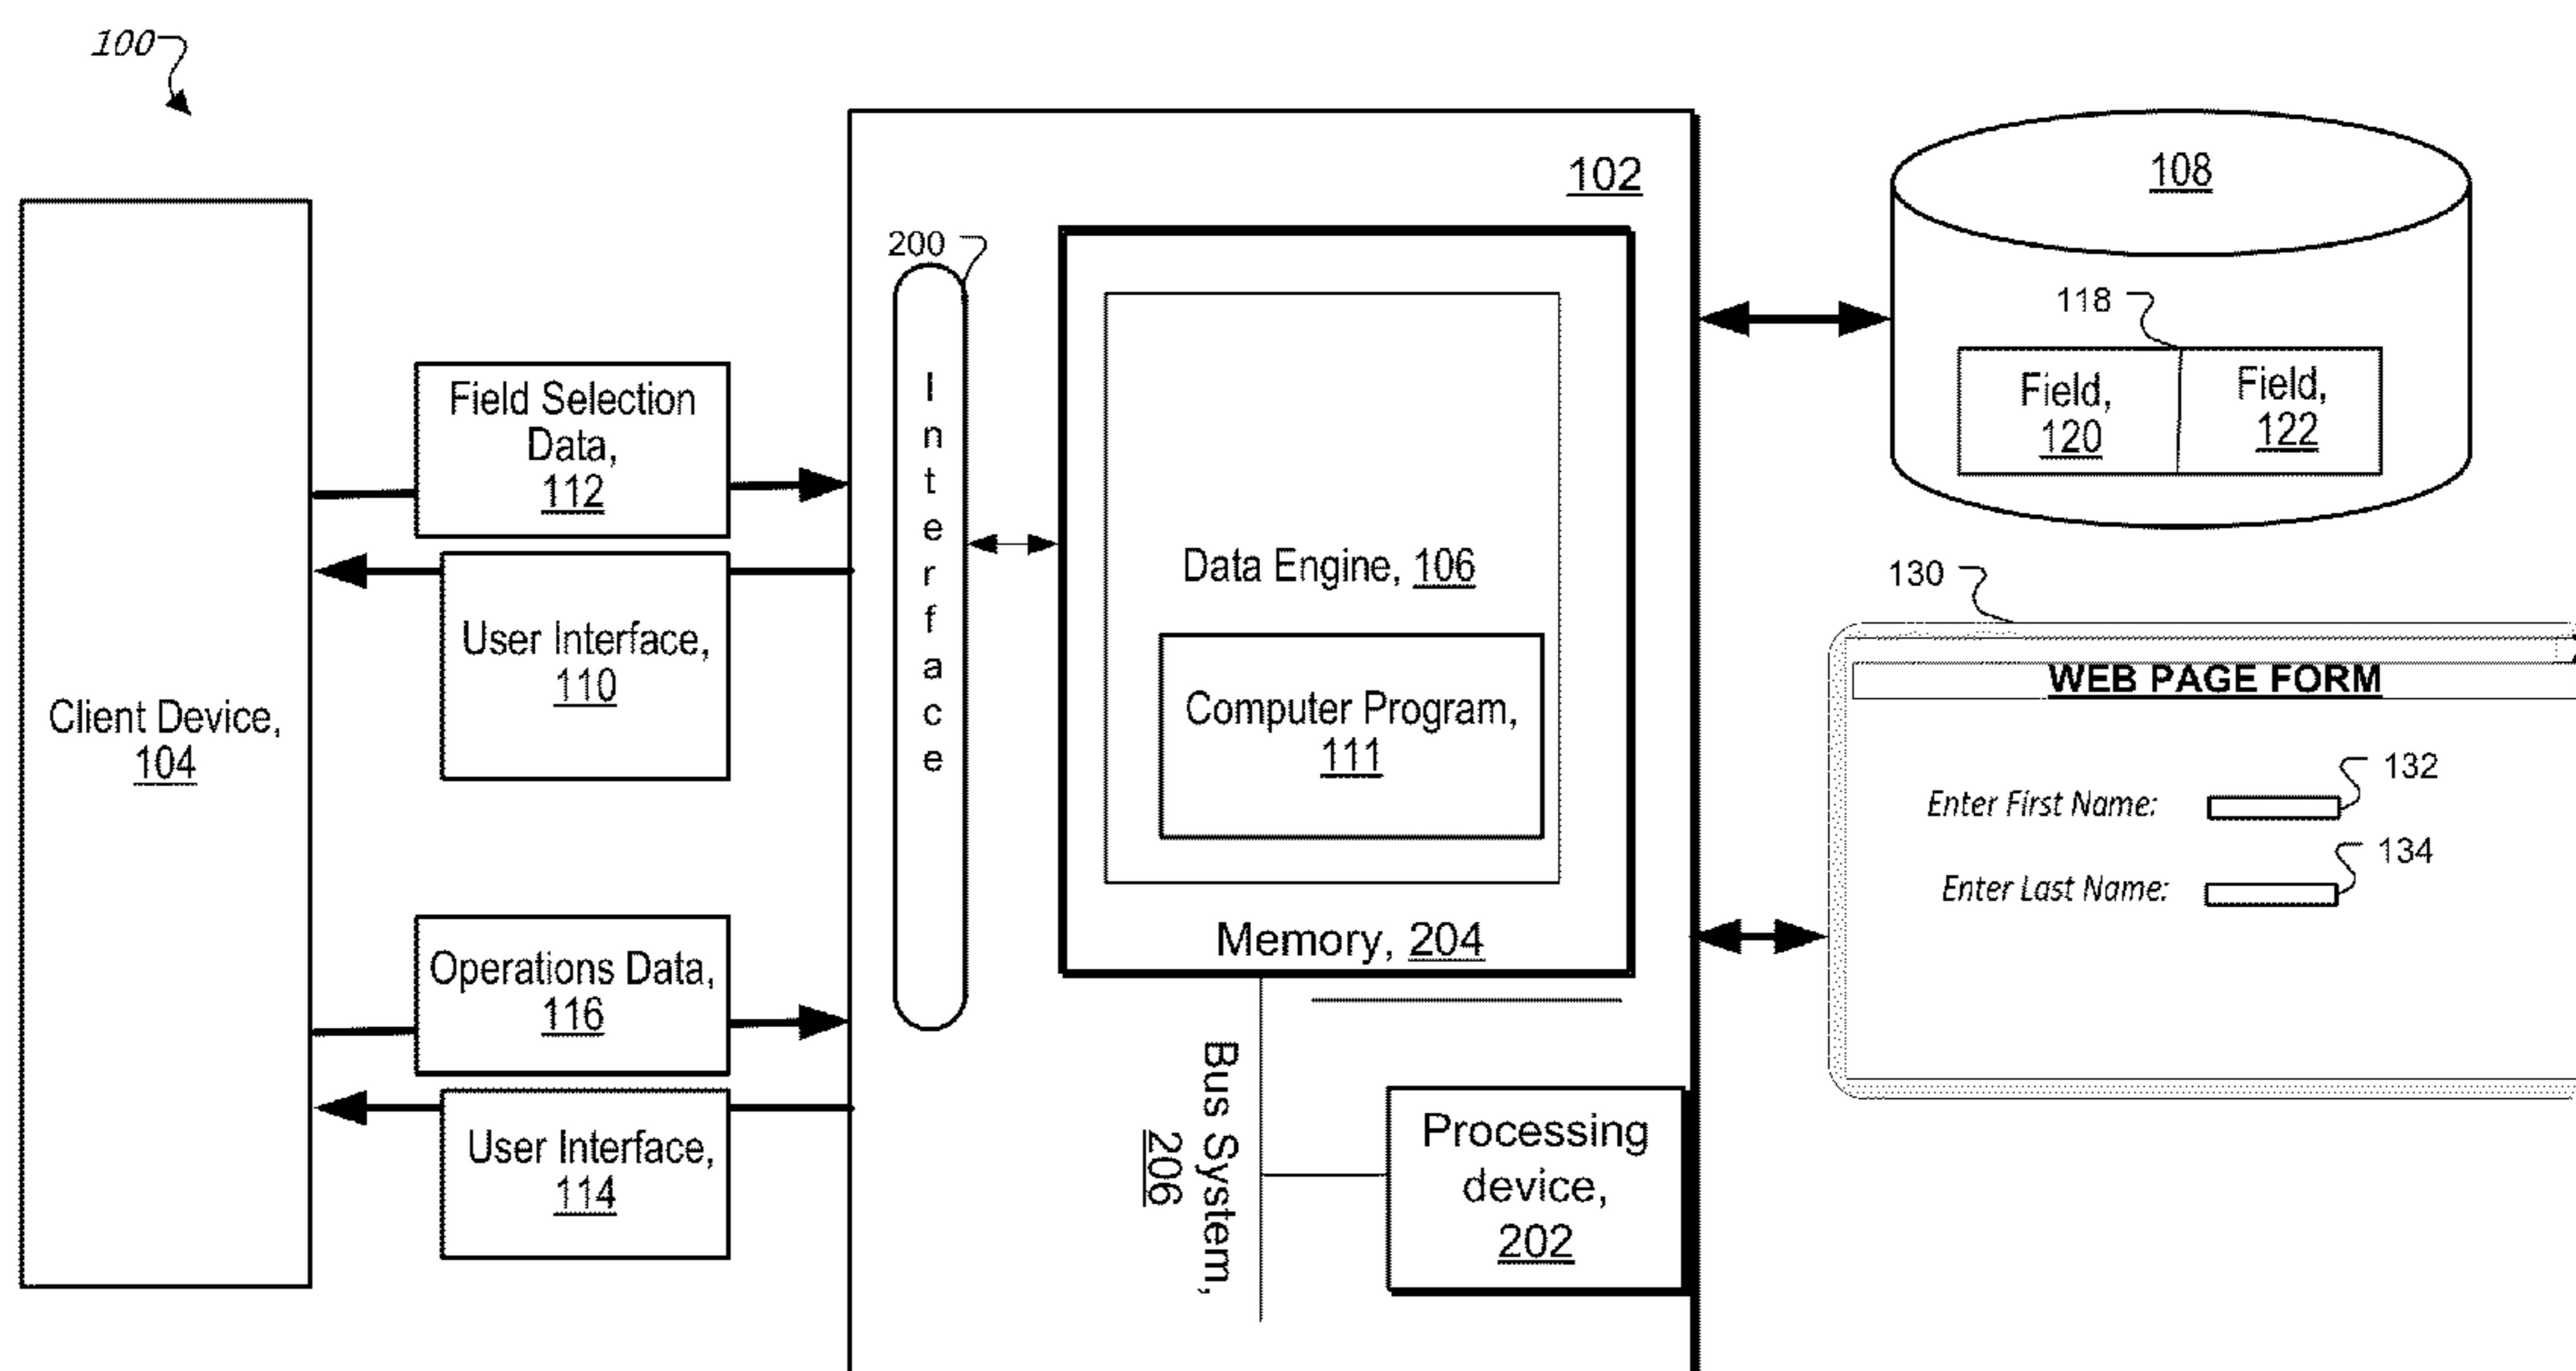 100
102
108
200
118
Field,
120
Field,
122
Interface
Field Selection
Data,
112
User Interface,
110
Client Device,
104
Data Engine, 106
Computer Program,
111
Memory, 204
130
WEB PAGE FORM
Enter First Name:
132
Enter Last Name:
134
Operations Data,
116
User Interface,
114
Bus System,
206
Processing
device,
202